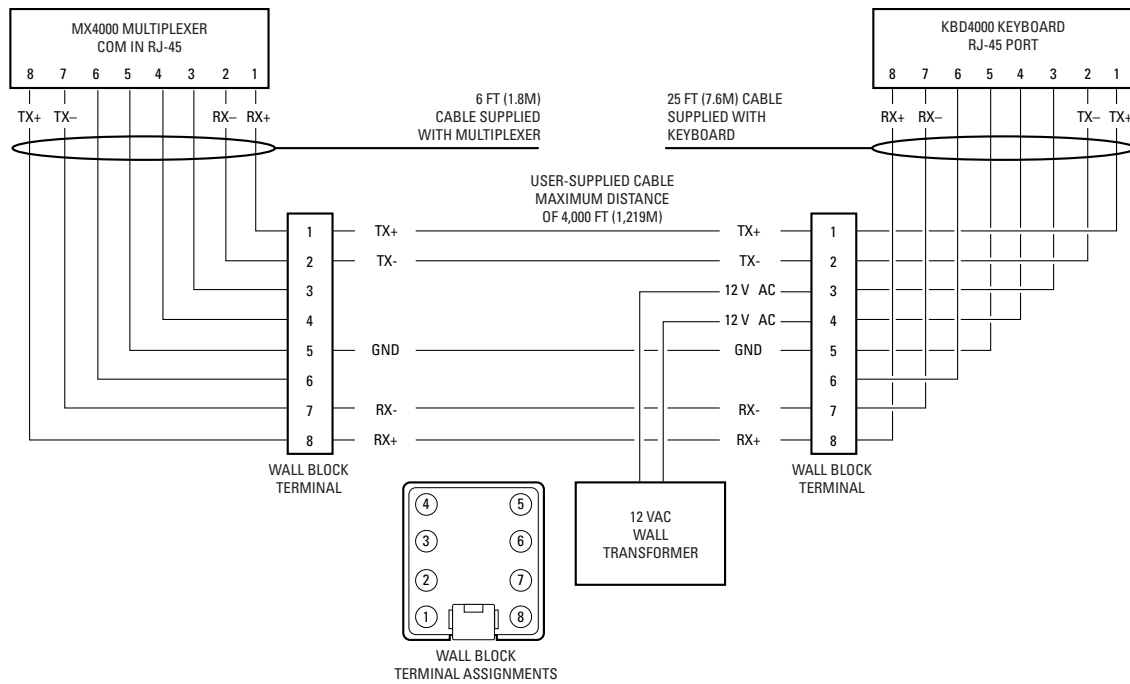 MX4000 MULTIPLEXER
COM IN RJ-45
8 7 6 5 4 3 2 1
TX+ TX– RX– RX+
KBD4000 KEYBOARD
RJ-45 PORT
8 7 6 5 4 3 2 1
RX+ RX– TX– TX+
6 FT (1.8M)
CABLE SUPPLIED
WITH MULTIPLEXER
25 FT (7.6M) CABLE
SUPPLIED WITH
KEYBOARD
USER-SUPPLIED CABLE
MAXIMUM DISTANCE
OF 4,000 FT (1,219M)
1 TX+ TX+ 1
2 TX- TX- 2
3 12 V AC 3
4 12 V AC 4
5 GND GND 5
6 6
7 RX- RX- 7
8 RX+ RX+ 8
WALL BLOCK
TERMINAL
WALL BLOCK
TERMINAL
4 5
3 6
2 7
1 8
WALL BLOCK
TERMINAL ASSIGNMENTS
12 VAC
WALL
TRANSFORMER